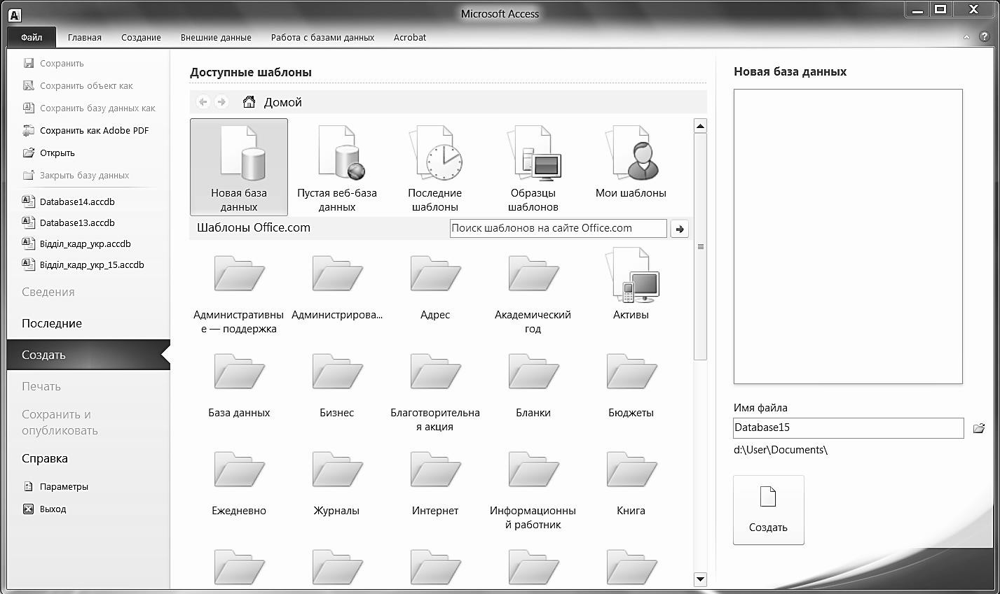 Microsoft Access
Файл Главная Создание Внешние данные Работа с базами данных Acrobat
Сохранить
Сохранить объект как
Сохранить базу данных как
Сохранить как Adobe PDF
Открыть
Закрыть базу данных
Database14.accdb
Database13.accdb
Відділ_кадр_укр.accdb
Відділ_кадр_укр_15.accdb
Сведения
Последние
Создать
Печать
Сохранить и
опубликовать
Справка
Параметры
Выход
Доступные шаблоны
Домой
Новая база
данных
Пустая веб-база
данных
Последние
шаблоны
Образцы
шаблонов
Мои шаблоны
Шаблоны Office.com
Поиск шаблонов на сайте Office.com
Административны
е — поддержка
Администрирова...
Адрес
Академический
год
Активы
База данных
Бизнес
Благотворительна
я акция
Бланки
Бюджеты
Ежедневно
Журналы
Интернет
Информационны
й работник
Книга
Новая база данных
Имя файла
Database15
d:\User\Documents\
Создать